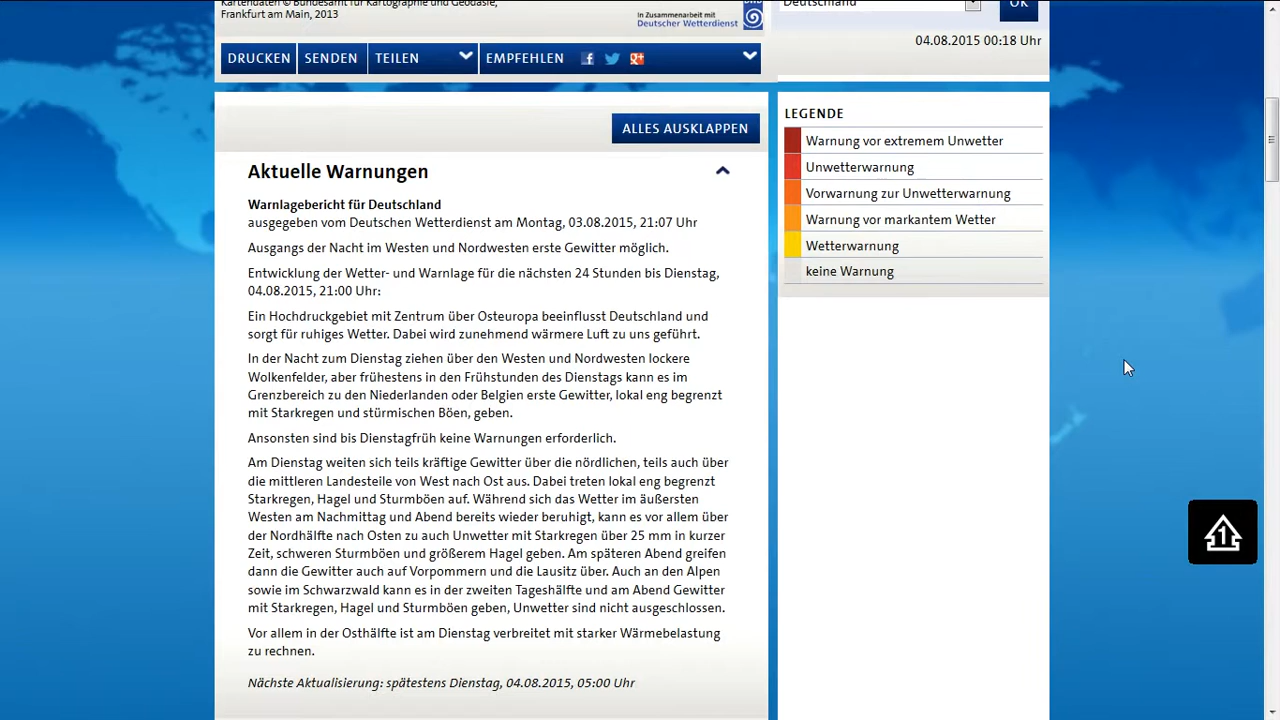 Kartendaten © Bundesamt für Kartographie und Geodäsie,
Frankfurt am Main, 2013
In Zusammenarbeit mit
Deutscher Wetterdienst
DRUCKEN SENDEN TEILEN EMPFEHLEN
Deutschland
OK
04.08.2015 00:18 Uhr
ALLES AUSKLAPPEN
Aktuelle Warnungen
Warnlagebericht für Deutschland
ausgegeben vom Deutschen Wetterdienst am Montag, 03.08.2015, 21:07 Uhr
Ausgangs der Nacht im Westen und Nordwesten erste Gewitter möglich.
Entwicklung der Wetter- und Warnlage für die nächsten 24 Stunden bis Dienstag,
04.08.2015, 21:00 Uhr:
Ein Hochdruckgebiet mit Zentrum über Osteuropa beeinflusst Deutschland und
sorgt für ruhiges Wetter. Dabei wird zunehmend wärmere Luft zu uns geführt.
In der Nacht zum Dienstag ziehen über den Westen und Nordwesten lockere
Wolkenfelder, aber frühestens in den Frühstunden des Dienstags kann es im
Grenzbereich zu den Niederlanden oder Belgien erste Gewitter, lokal eng begrenzt
mit Starkregen und stürmischen Böen, geben.
Ansonsten sind bis Dienstagfrüh keine Warnungen erforderlich.
Am Dienstag weiten sich teils kräftige Gewitter über die nördlichen, teils auch über
die mittleren Landesteile von West nach Ost aus. Dabei treten lokal eng begrenzt
Starkregen, Hagel und Sturmböen auf. Während sich das Wetter im äußersten
Westen am Nachmittag und Abend bereits wieder beruhigt, kann es vor allem über
der Nordhälfte nach Osten zu auch Unwetter mit Starkregen über 25 mm in kurzer
Zeit, schweren Sturmböen und größerem Hagel geben. Am späteren Abend greifen
dann die Gewitter auch auf Vorpommern und die Lausitz über. Auch an den Alpen
sowie im Schwarzwald kann es in der zweiten Tageshälfte und am Abend Gewitter
mit Starkregen, Hagel und Sturmböen geben, Unwetter sind nicht ausgeschlossen.
Vor allem in der Osthälfte ist am Dienstag verbreitet mit starker Wärmebelastung
zu rechnen.
Nächste Aktualisierung: spätestens Dienstag, 04.08.2015, 05:00 Uhr
LEGENDE
Warnung vor extremem Unwetter
Unwetterwarnung
Vorwarnung zur Unwetterwarnung
Warnung vor markantem Wetter
Wetterwarnung
keine Warnung
1